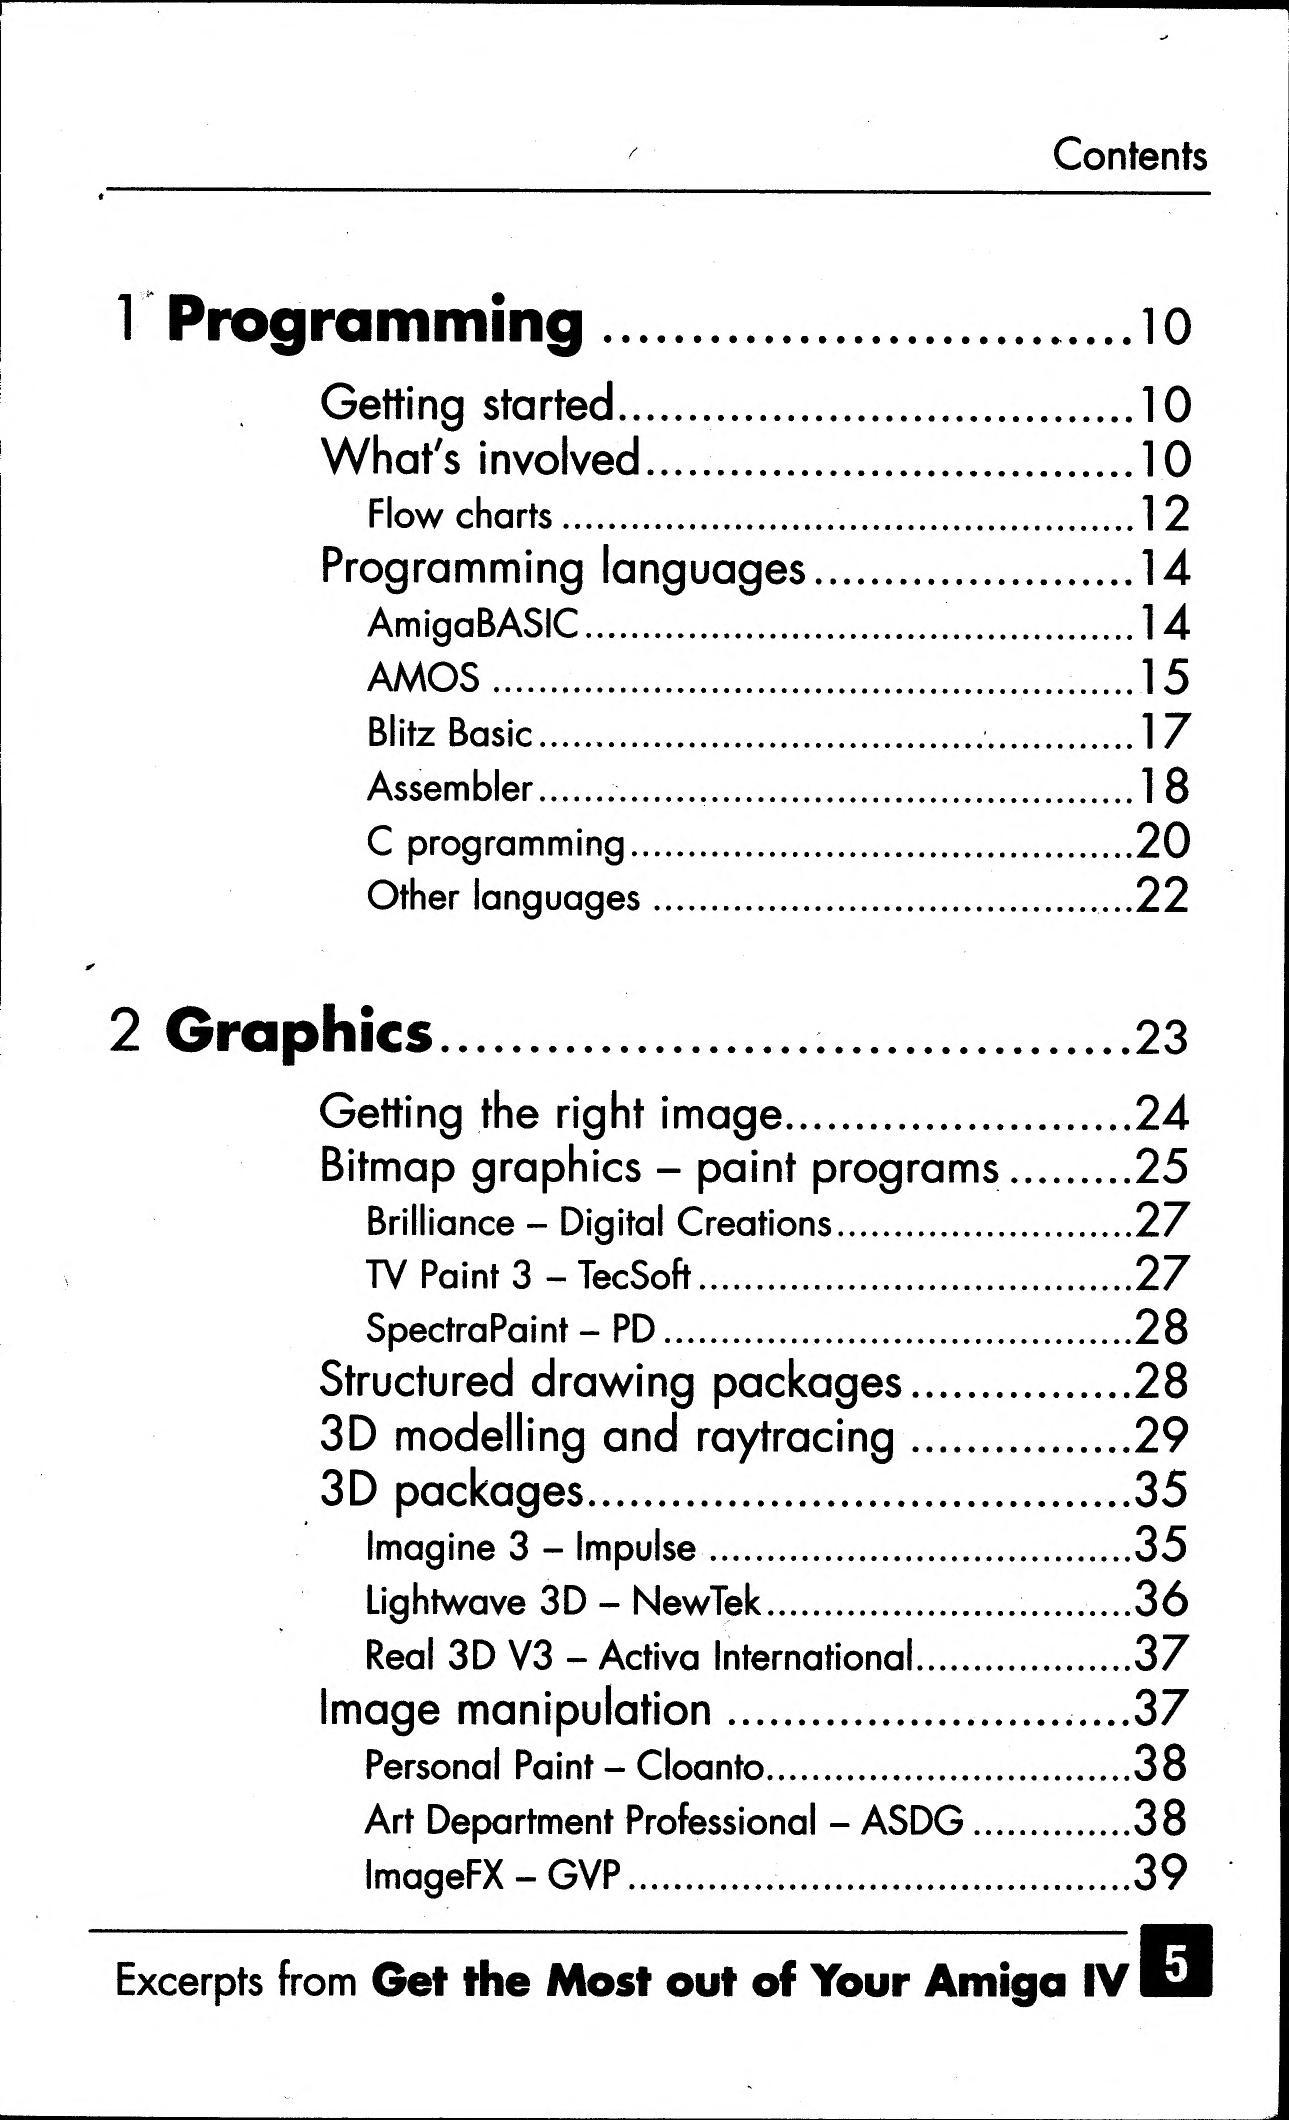 Contents
1 Programming ..............................10
Getting started.....................................10
What's involved...................................10
Flow charts..................................................12
Programming languages.......................14
AmigaBASIC................................................14
AMOS ........................................................15
Blitz Basic....................................................17
Assembler....................................................18
C programming............................................20
Other languages ..........................................22
2 Graphics.......................................23
Getting the right image.........................24
Bitmap graphics – paint programs.........25
Brilliance – Digital Creations..........................27
TV Paint 3 – TecSoft......................................27
SpectraPaint – PD.........................................28
Structured drawing packages................28
3D modelling and raytracing ................29
3D packages.......................................35
Imagine 3 – Impulse .....................................35
Lightwave 3D – NewTek................................36
Real 3D V3 – Activa International...................37
Image manipulation .............................37
Personal Paint – Cloanto................................38
Art Department Professional – ASDG..............38
ImageFX – GVP............................................39
Excerpts from Get the Most out of Your Amiga IV 5